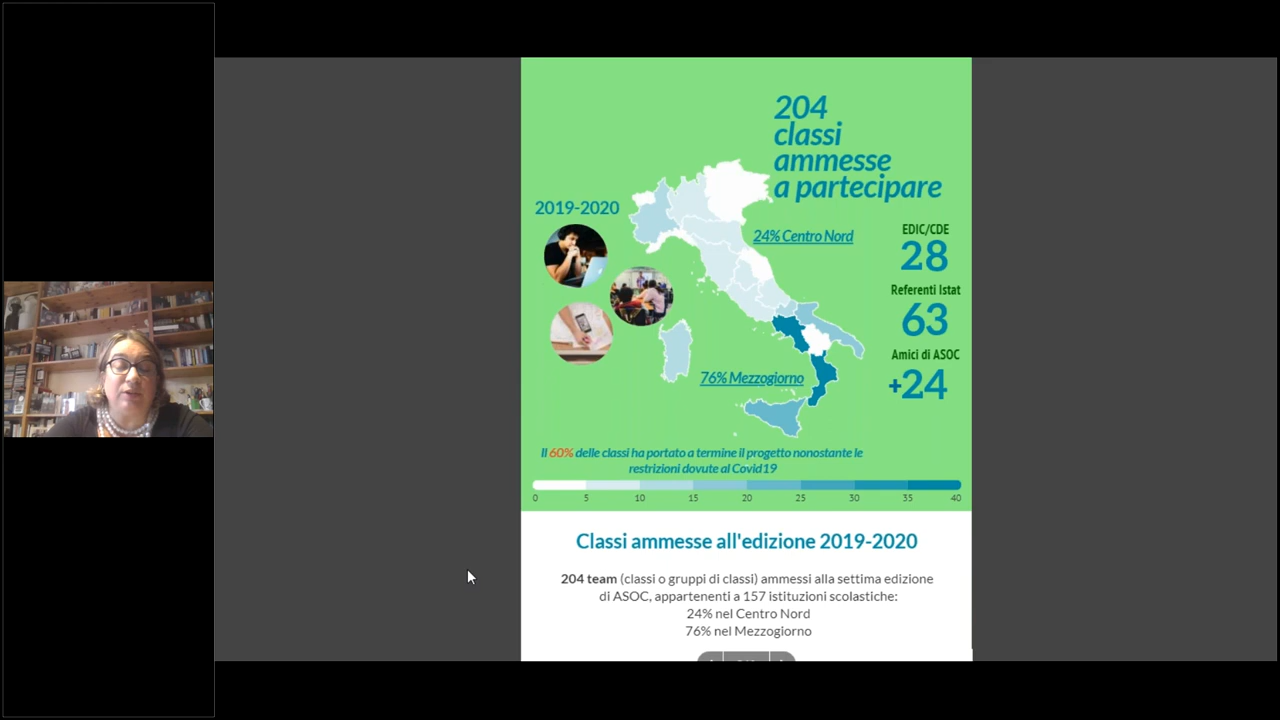 204
classi
ammesse
a partecipare
2019-2020
24% Centro Nord
EDIC/CDE
28
Referenti Istat
63
Amici di ASOC
+24
76% Mezzogiorno
Il 60% delle classi ha portato a termine il progetto nonostante le
restrizioni dovute al Covid19
0 5 10 15 20 25 30 35 40
Classi ammesse all'edizione 2019-2020
204 team (classi o gruppi di classi) ammessi alla settima edizione
di ASOC, appartenenti a 157 istituzioni scolastiche:
24% nel Centro Nord
76% nel Mezzogiorno